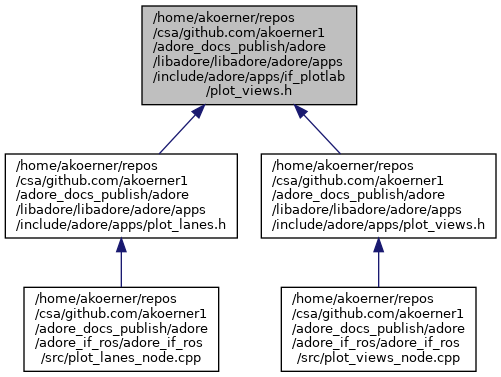 /home/akoerner/repos
/csa/github.com/akoerner1
/adore_docs_publish/adore
/libadore/libadore/adore/apps
/include/adore/apps/if_plotlab
/plot_views.h
/home/akoerner/repos
/csa/github.com/akoerner1
/adore_docs_publish/adore
/libadore/libadore/adore/apps
/include/adore/apps/plot_lanes.h
/home/akoerner/repos
/csa/github.com/akoerner1
/adore_docs_publish/adore
/libadore/libadore/adore/apps
/include/adore/apps/plot_views.h
/home/akoerner/repos
/csa/github.com/akoerner1
/adore_docs_publish/adore
/adore_if_ros/adore_if_ros
/src/plot_lanes_node.cpp
/home/akoerner/repos
/csa/github.com/akoerner1
/adore_docs_publish/adore
/adore_if_ros/adore_if_ros
/src/plot_views_node.cpp